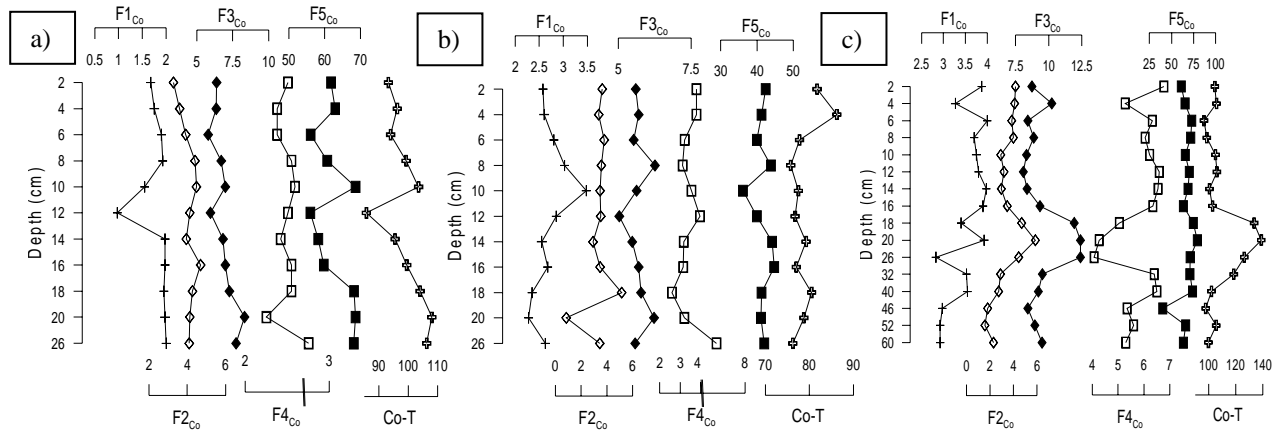 a)
F1Co
F3Co
F5Co
0.5 1 1.5 2
5 7.5 10
50 60 70
Depth (cm)
2
4
6
8
10
12
14
16
18
20
26
2 4 6
2 3
90 100 110
F2Co
F4Co
Co-T
b)
F1Co
F3Co
F5Co
2 2.5 3 3.5
5 7.5
30 40 50
Depth (cm)
2
4
6
8
10
12
14
16
18
20
26
0 2 4 6
2 3 4 8
70 90
F2Co
F4Co
Co-T
c)
F1Co
F3Co
F5Co
2.5 3 3.5 4
7.5 10 12.5
25 50 75 100
Depth (cm)
2
4
6
8
10
12
14
16
18
20
26
32
40
46
52
60
0 2 4 6
4 6 7
100 120 140
F2Co
F4Co
Co-T